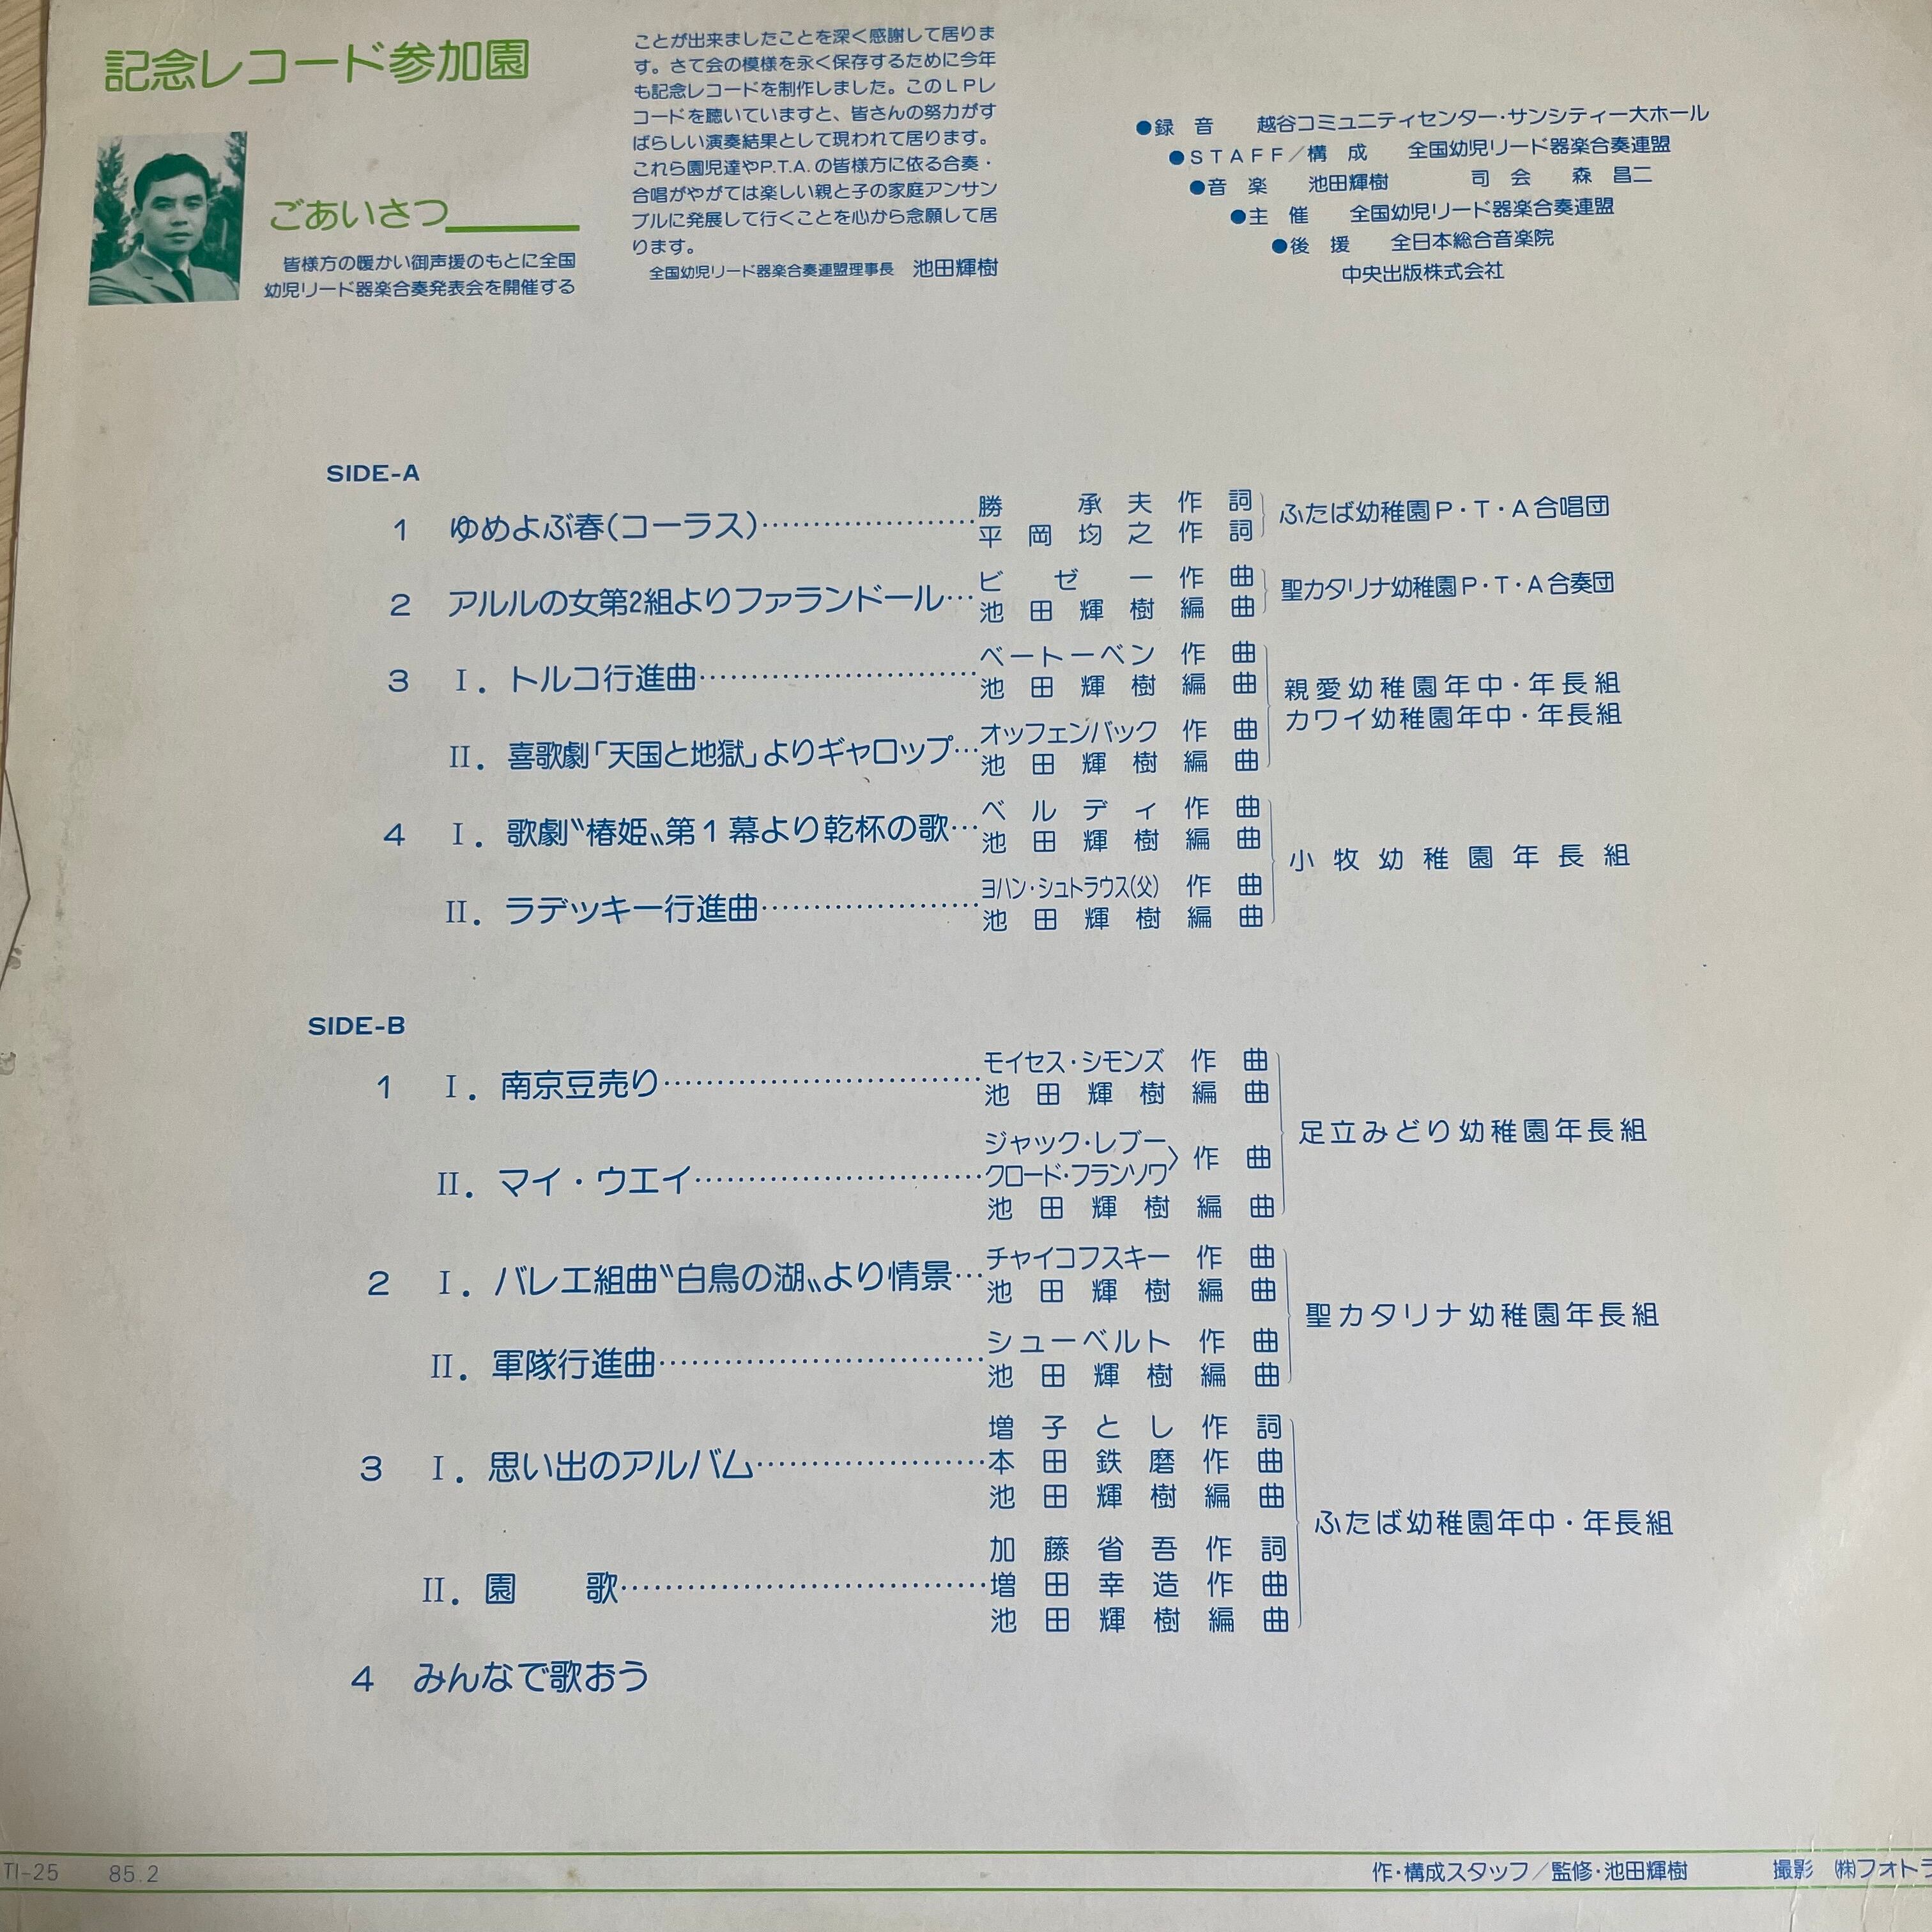 記念レコード参加園
ごあいさつ
皆様方の暖かい御声援のもとに全国
幼児リード器楽合奏発表会を開催する
ことが出来ましたことを深く感謝して居りま
す。さて会の模様を永く保存するために今年
も記念レコードを制作しました。このＬＰレ
コードを聴いていますと、皆さんの努力がす
ばらしい演奏結果として現われて居ります。
これら園児達やP.T.A.の皆様方に依る合奏・
合唱がやがては楽しい親と子の家庭アンサン
ブルに発展して行くことを心から念願して居
ります。
全国幼児リード器楽合奏連盟理事長　池田輝樹
●録　音　越谷コミュニティセンター・サンシティー大ホール
●ＳＴＡＦＦ／構　成　全国幼児リード器楽合奏連盟
●音　楽　池田輝樹　司　会　森　昌二
●主　催　全国幼児リード器楽合奏連盟
●後　援　全日本総合音楽院
中央出版株式会社
SIDE-A
1　ゆめよぶ春(コーラス)…………………勝　承夫作詞　ふたば幼稚園Ｐ・Ｔ・Ａ合唱団
平岡均之作詞
2　アルルの女第2組よりファランドール…ビゼー作曲　聖カタリナ幼稚園Ｐ・Ｔ・Ａ合奏団
池田輝樹編曲
3　Ⅰ．トルコ行進曲………………………ベートーベン作曲
池田輝樹編曲　親愛幼稚園年中・年長組
カワイ幼稚園年中・年長組
Ⅱ．喜歌劇「天国と地獄」よりギャロップ…オッフェンバック作曲
池田輝樹編曲
4　Ⅰ．歌劇〝椿姫〟第１幕より乾杯の歌…ベルディ作曲
池田輝樹編曲　小牧幼稚園年長組
Ⅱ．ラデッキー行進曲…………………ヨハン・シュトラウス(父)作曲
池田輝樹編曲
SIDE-B
1　Ⅰ．南京豆売り…………………………モイセス・シモンズ作曲
池田輝樹編曲　足立みどり幼稚園年長組
Ⅱ．マイ・ウエイ………………………ジャック・レブー
クロード・フランソワ〉作曲
池田輝樹編曲
2　Ⅰ．バレエ組曲〝白鳥の湖〟より情景…チャイコフスキー作曲
池田輝樹編曲　聖カタリナ幼稚園年長組
Ⅱ．軍隊行進曲…………………………シューベルト作曲
池田輝樹編曲
3　Ⅰ．思い出のアルバム…………………増子とし作詞
本田鉄磨作曲
池田輝樹編曲　ふたば幼稚園年中・年長組
Ⅱ．園　歌………………………………加藤省吾作詞
増田幸造作曲
池田輝樹編曲
4　みんなで歌おう
TI-25　85.2　作・構成スタッフ／監修・池田輝樹　撮影　㈱フォトラ